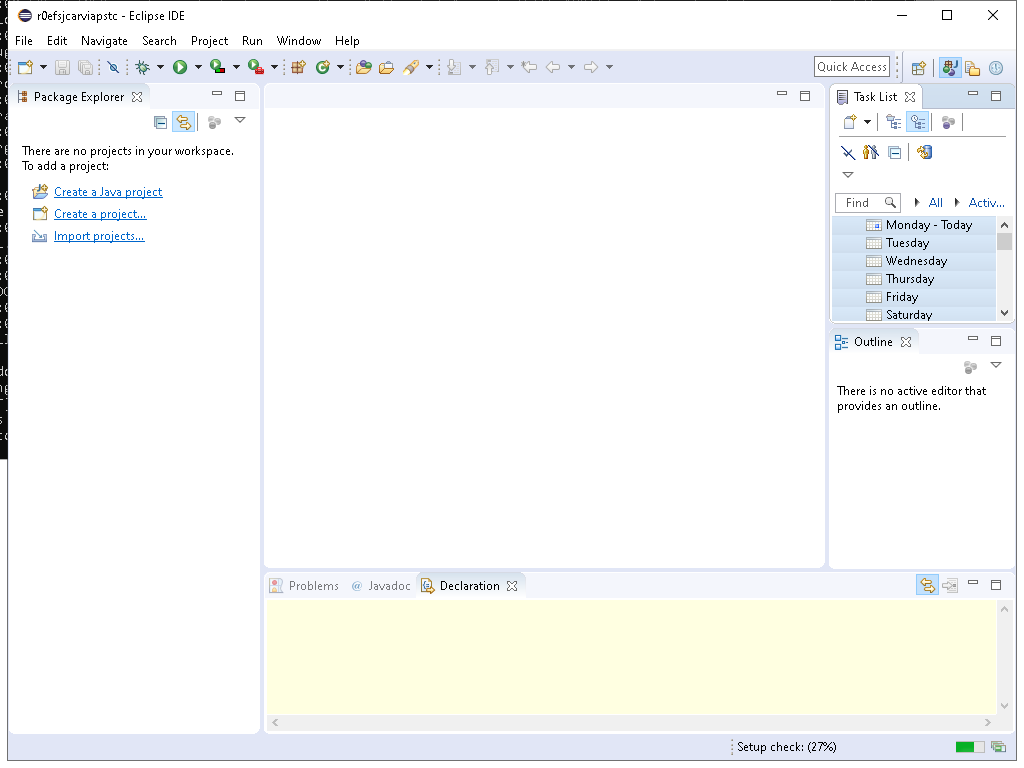 r0efsjcarviapstc - Eclipse IDE
File Edit Navigate Search Project Run Window Help
Quick Access
Package Explorer
There are no projects in your workspace.
To add a project:
Create a Java project
Create a project...
Import projects...
Task List
Find All Activ...
Monday - Today
Tuesday
Wednesday
Thursday
Friday
Saturday
Outline
There is no active editor that
provides an outline.
Problems @ Javadoc Declaration
Setup check: (27%)